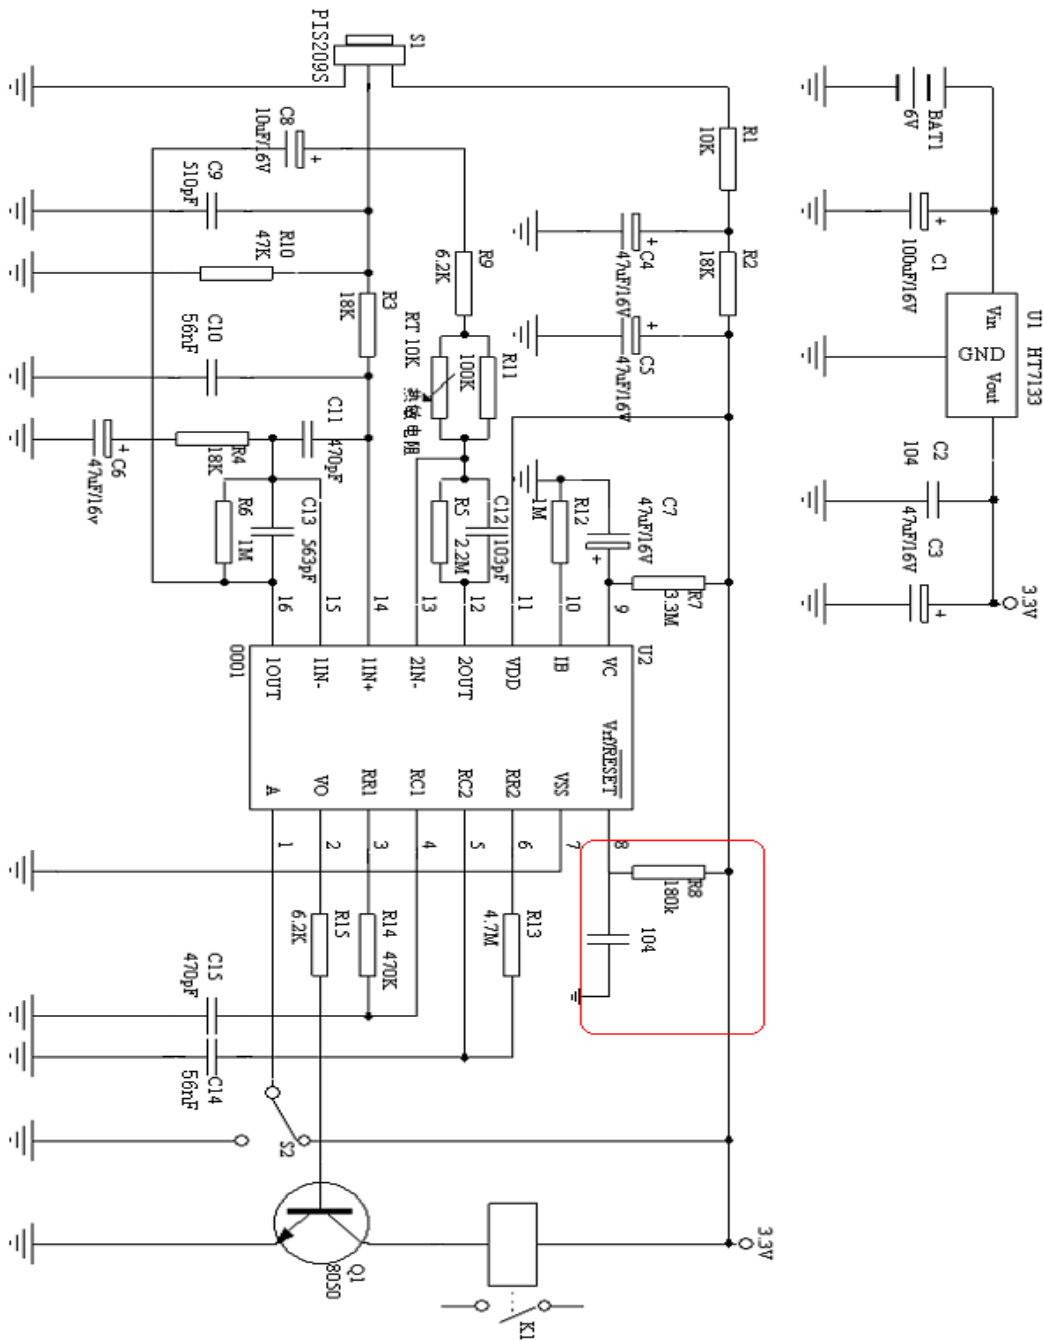 BAT1
6V
C1
100uF/16V
U1 HT7133
Vin
GND
Vout
C2
104
C3
47uF/16V
3.3V
S1
PIS209S
R1
10K
R2
18K
C4
47uF/16V
C5
47uF/16V
C8
10uF/16V
+
R9
6.2K
RT 10K
热敏电阻
R11
100K
C9
510pF
R10
47K
R3
18K
C10
56nF
C11
470pF
R4
18K
C6
47uF/16v
R6
1M
C13
563pF
R5
2.2M
C12
103pF
R12
1M
C7
47uF/16V
R7
3.3M
16
15
14
13
12
11
10
9
U2
0001
1OUT
1IN-
1IN+
2IN-
2OUT
VDD
IB
VC
A
VO
RR1
RC1
RC2
RR2
VSS
Vrf/RESET
1
2
3
4
5
6
7
8
R8
180k
104
R13
4.7M
R14
470K
R15
6.2K
C15
470pF
C14
56nF
S2
Q1
8050
K1
3.3V